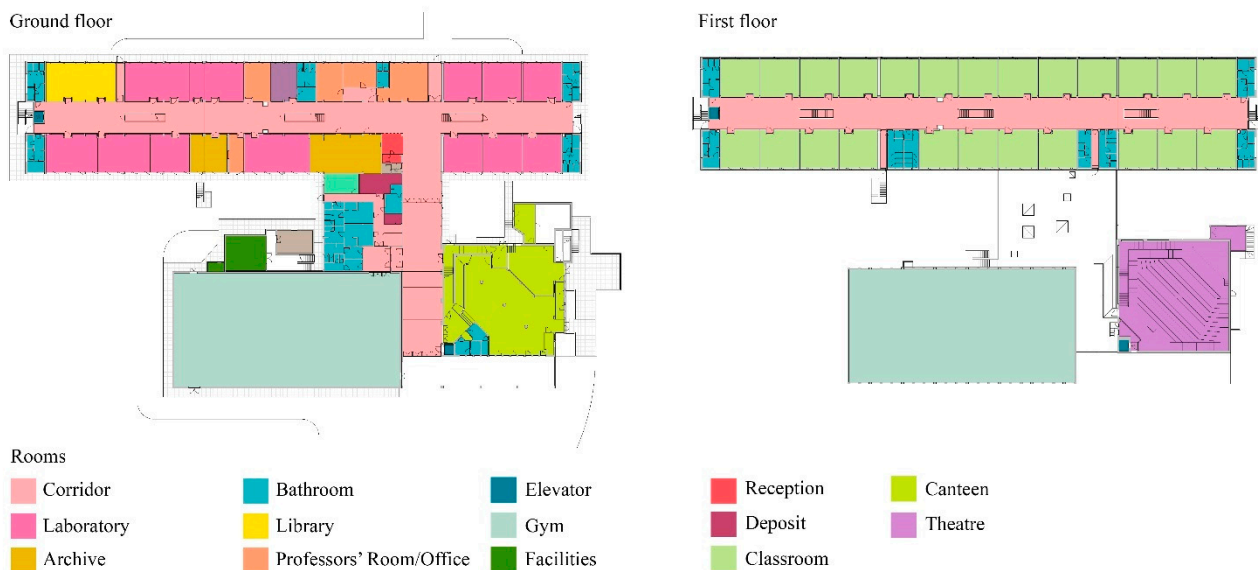 Ground floor
First floor
Rooms
Corridor
Bathroom
Elevator
Reception
Canteen
Laboratory
Library
Gym
Deposit
Theatre
Archive
Professors' Room/Office
Facilities
Classroom